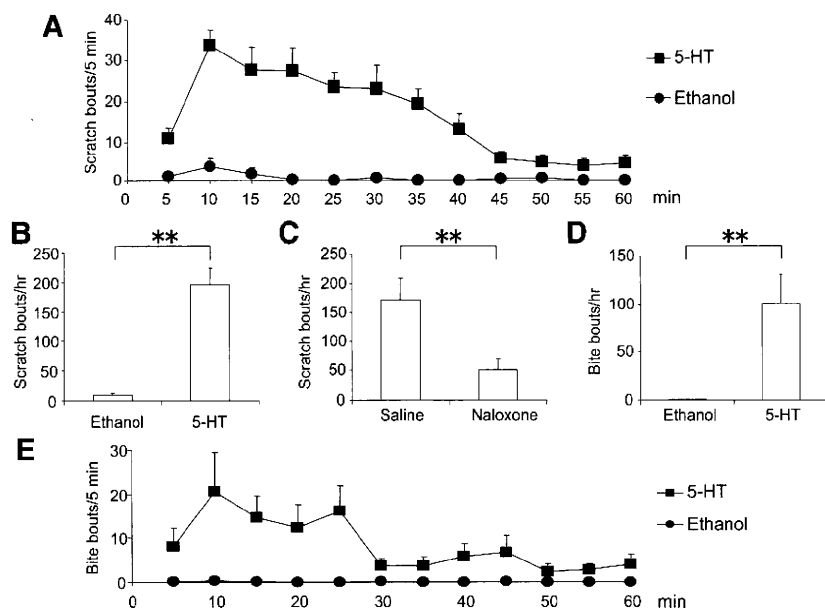 A
Scratch bouts/5 min
40
30
20
10
0
0 5 10 15 20 25 30 35 40 45 50 55 60 min
5-HT
Ethanol
B
**
Scratch bouts/hr
250
200
150
100
50
0
Ethanol 5-HT
C
**
Scratch bouts/hr
250
200
150
100
50
0
Saline Naloxone
D
**
Bite bouts/hr
150
100
50
0
Ethanol 5-HT
E
Bite bouts/5 min
30
20
10
0
0 10 20 30 40 50 60 min
5-HT
Ethanol